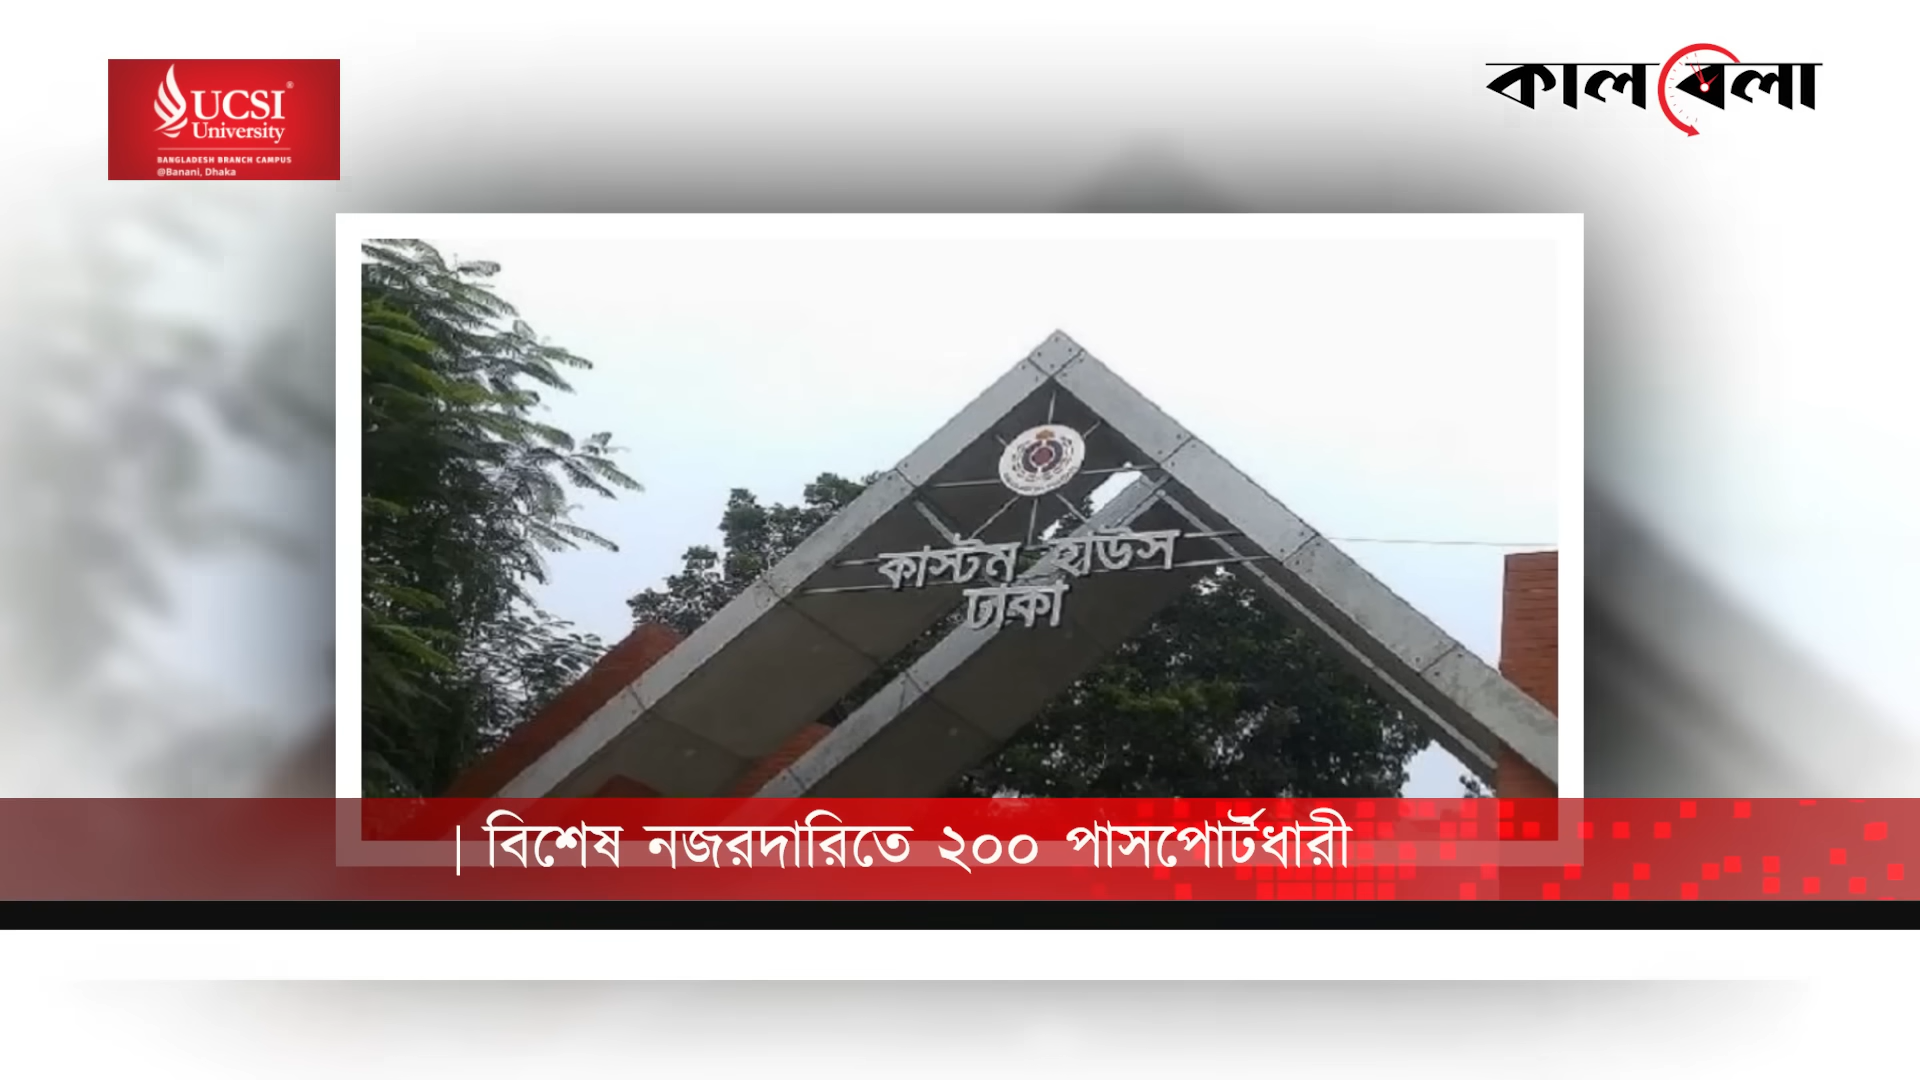 UCSI
University
BANGLADESH BRANCH CAMPUS
@Banani, Dhaka
কালবেলা
কাস্টম হাউস
ঢাকা
| বিশেষ নজরদারিতে ২০০ পাসপোর্টধারী